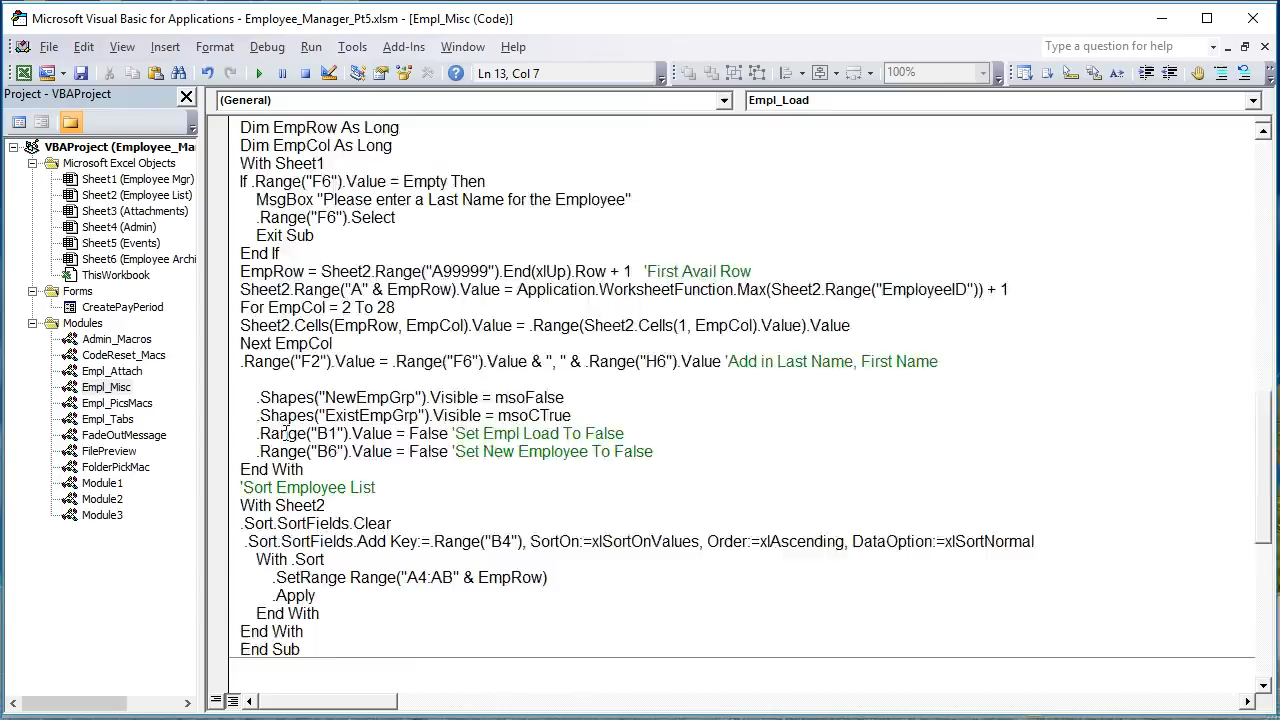 Microsoft Visual Basic for Applications - Employee_Manager_Pt5.xlsm - [Empl_Misc (Code)]
File Edit View Insert Format Debug Run Tools Add-Ins Window Help
Type a question for help
Ln 13, Col 7
100%
Project - VBAProject
(General)
Empl_Load
VBAProject (Employee_Ma
Microsoft Excel Objects
Sheet1 (Employee Mgr)
Sheet2 (Employee List)
Sheet3 (Attachments)
Sheet4 (Admin)
Sheet5 (Events)
Sheet6 (Employee Archi
ThisWorkbook
Forms
CreatePayPeriod
Modules
Admin_Macros
CodeReset_Macs
Empl_Attach
Empl_Misc
Empl_PicsMacs
Empl_Tabs
FadeOutMessage
FilePreview
FolderPickMac
Module1
Module2
Module3
Dim EmpRow As Long
Dim EmpCol As Long
With Sheet1
If .Range("F6").Value = Empty Then
MsgBox "Please enter a Last Name for the Employee"
.Range("F6").Select
Exit Sub
End If
EmpRow = Sheet2.Range("A99999").End(xlUp).Row + 1 'First Avail Row
Sheet2.Range("A" & EmpRow).Value = Application.WorksheetFunction.Max(Sheet2.Range("EmployeeID")) + 1
For EmpCol = 2 To 28
Sheet2.Cells(EmpRow, EmpCol).Value = .Range(Sheet2.Cells(1, EmpCol).Value).Value
Next EmpCol
.Range("F2").Value = .Range("F6").Value & ", " & .Range("H6").Value 'Add in Last Name, First Name
.Shapes("NewEmpGrp").Visible = msoFalse
.Shapes("ExistEmpGrp").Visible = msoCTrue
.Range("B1").Value = False 'Set Empl Load To False
.Range("B6").Value = False 'Set New Employee To False
End With
'Sort Employee List
With Sheet2
.Sort.SortFields.Clear
.Sort.SortFields.Add Key:=.Range("B4"), SortOn:=xlSortOnValues, Order:=xlAscending, DataOption:=xlSortNormal
With .Sort
.SetRange Range("A4:AB" & EmpRow)
.Apply
End With
End With
End Sub